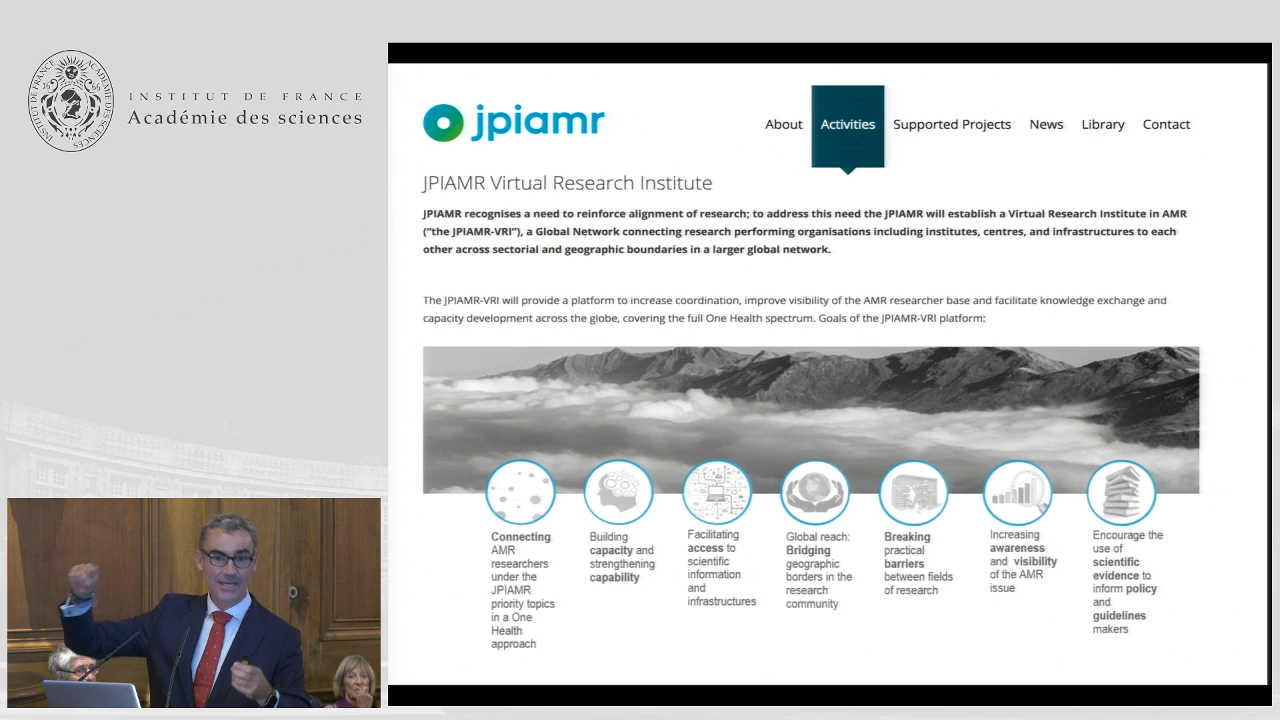 INSTITUT DE FRANCE
Académie des sciences
INSTITUT DE FRANCE
ACADÉMIE DES SCIENCES
jpiamr
About Activities Supported Projects News Library Contact
JPIAMR Virtual Research Institute
JPIAMR recognises a need to reinforce alignment of research; to address this need the JPIAMR will establish a Virtual Research Institute in AMR
(“the JPIAMR-VRI”), a Global Network connecting research performing organisations including institutes, centres, and infrastructures to each
other across sectorial and geographic boundaries in a larger global network.
The JPIAMR-VRI will provide a platform to increase coordination, improve visibility of the AMR researcher base and facilitate knowledge exchange and
capacity development across the globe, covering the full One Health spectrum. Goals of the JPIAMR-VRI platform:
Connecting
AMR
researchers
under the
JPIAMR
priority topics
in a One
Health
approach
Building
capacity and
strengthening
capability
Facilitating
access to
scientific
information
and
infrastructures
Global reach:
Bridging
geographic
borders in the
research
community
Breaking
practical
barriers
between fields
of research
Increasing
awareness
and visibility
of the AMR
issue
Encourage the
use of
scientific
evidence to
inform policy
and
guidelines
makers